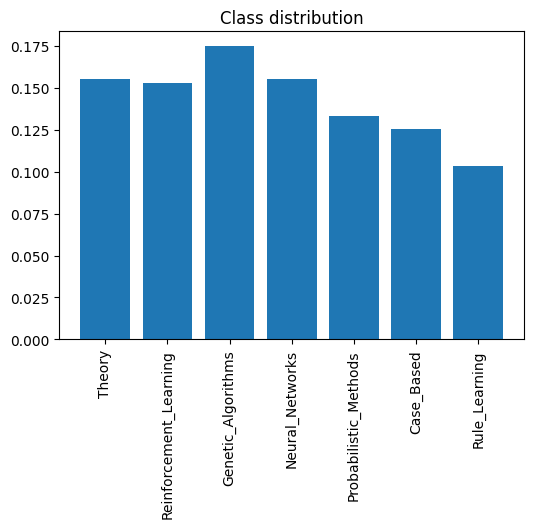 Class distribution
0.175
0.150
0.125
0.100
0.075
0.050
0.025
0.000
Theory
Reinforcement_Learning
Genetic_Algorithms
Neural_Networks
Probabilistic_Methods
Case_Based
Rule_Learning